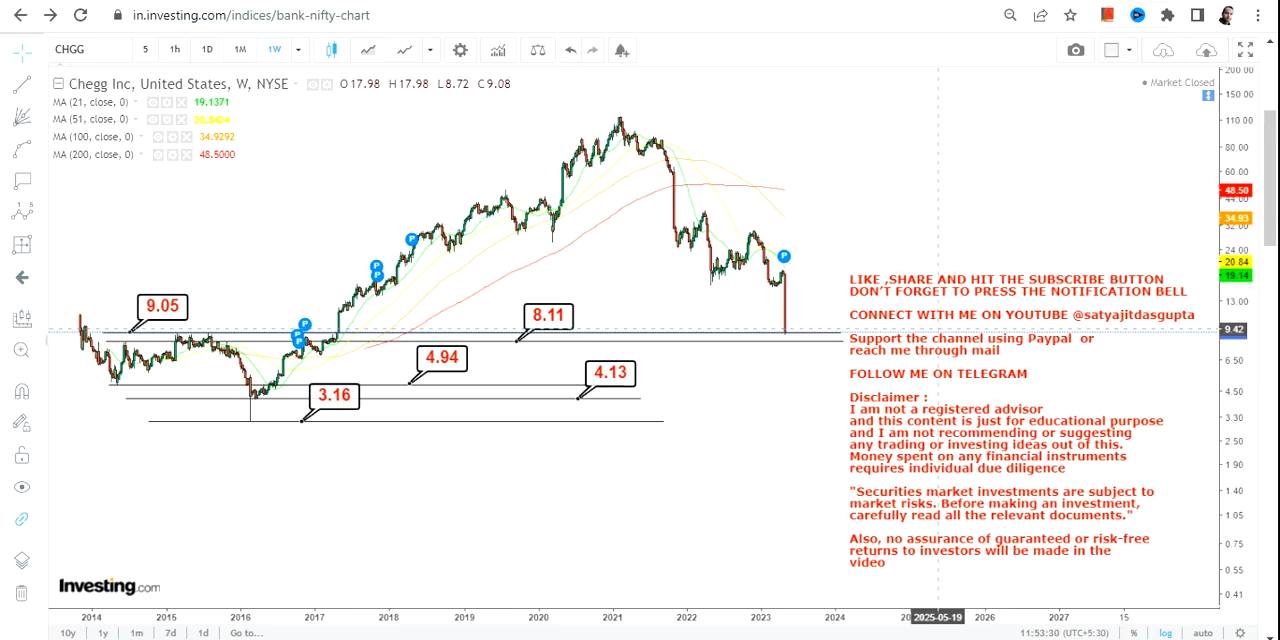 in.investing.com/indices/bank-nifty-chart
CHGG 5 1h 1D 1M 1W
Chegg Inc, United States, W, NYSE O17.98 H17.98 L8.72 C9.08
Market Closed
MA (21, close, 0) 19.1371
MA (51, close, 0)
MA (100, close, 0) 34.9292
MA (200, close, 0) 48.5000
200.00
150.00
110.00
80.00
60.00
48.50
44.00
34.93
32.00
24.00
20.84
19.14
13.00
9.42
6.50
4.50
3.30
2.50
1.90
1.40
1.05
0.75
0.55
0.41
P
P
P
P
P
P
P
9.05
8.11
4.94
4.13
3.16
LIKE ,SHARE AND HIT THE SUBSCRIBE BUTTON
DON'T FORGET TO PRESS THE NOTIFICATION BELL
CONNECT WITH ME ON YOUTUBE @satyajitdasgupta
Support the channel using Paypal or
reach me through mail
FOLLOW ME ON TELEGRAM
Disclaimer :
I am not a registered advisor
and this content is just for educational purpose
and I am not recommending or suggesting
any trading or investing ideas out of this.
Money spent on any financial instruments
requires individual due diligence
"Securities market investments are subject to
market risks. Before making an investment,
carefully read all the relevant documents."
Also, no assurance of guaranteed or risk-free
returns to investors will be made in the
video
Investing.com
2014 2015 2016 2017 2018 2019 2020 2021 2022 2023 2024 2025-05-19 2026 2027 15
10y 1y 1m 7d 1d Go to... 11:53:30 (UTC+5:30) % log auto